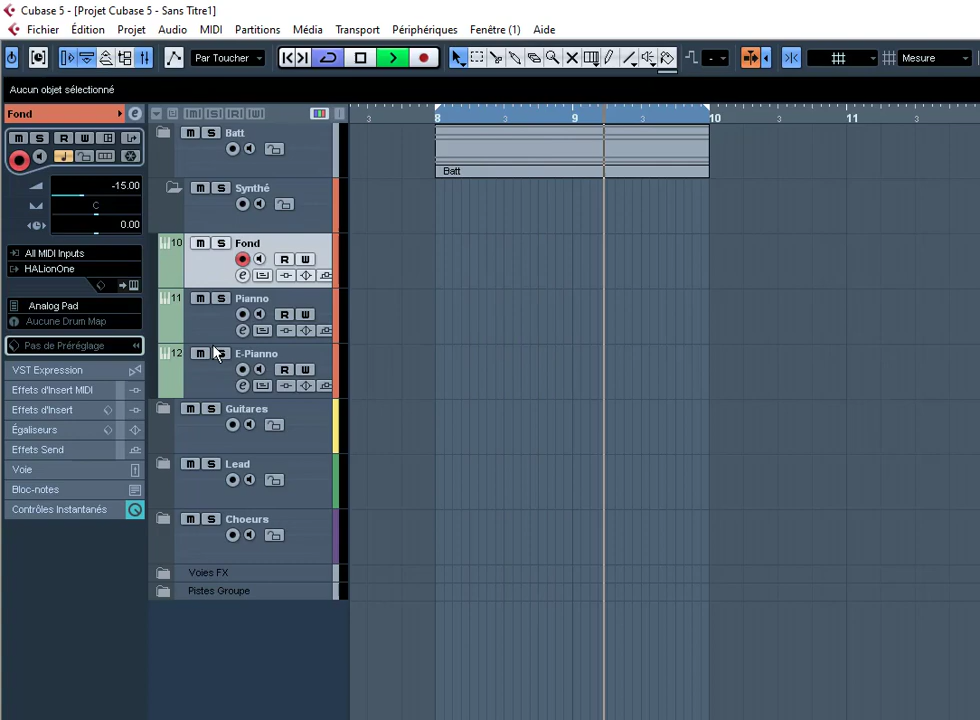 Cubase 5 - [Projet Cubase 5 - Sans Titre1]
Fichier Édition Projet Audio MIDI Partitions Média Transport Périphériques Fenêtre (1) Aide
Par Toucher - Mesure
Aucun objet sélectionné
Fond e [m] [S] [R] [W] 3 8 3 9 3 10 3 11 3
m S R W
-15.00
C
0.00
All MIDI Inputs
HALionOne
Analog Pad
Aucune Drum Map
Pas de Préréglage
VST Expression
Effets d'Insert MIDI
Effets d'Insert
Égaliseurs
Effets Send
Voie
Bloc-notes
Contrôles Instantanés
m S Batt
m S Synthé
10 m S Fond
R W
e
11 m S Pianno
R W
e
12 m S E-Pianno
R W
e
m S Guitares
m S Lead
m S Choeurs
Voies FX
Pistes Groupe
Batt